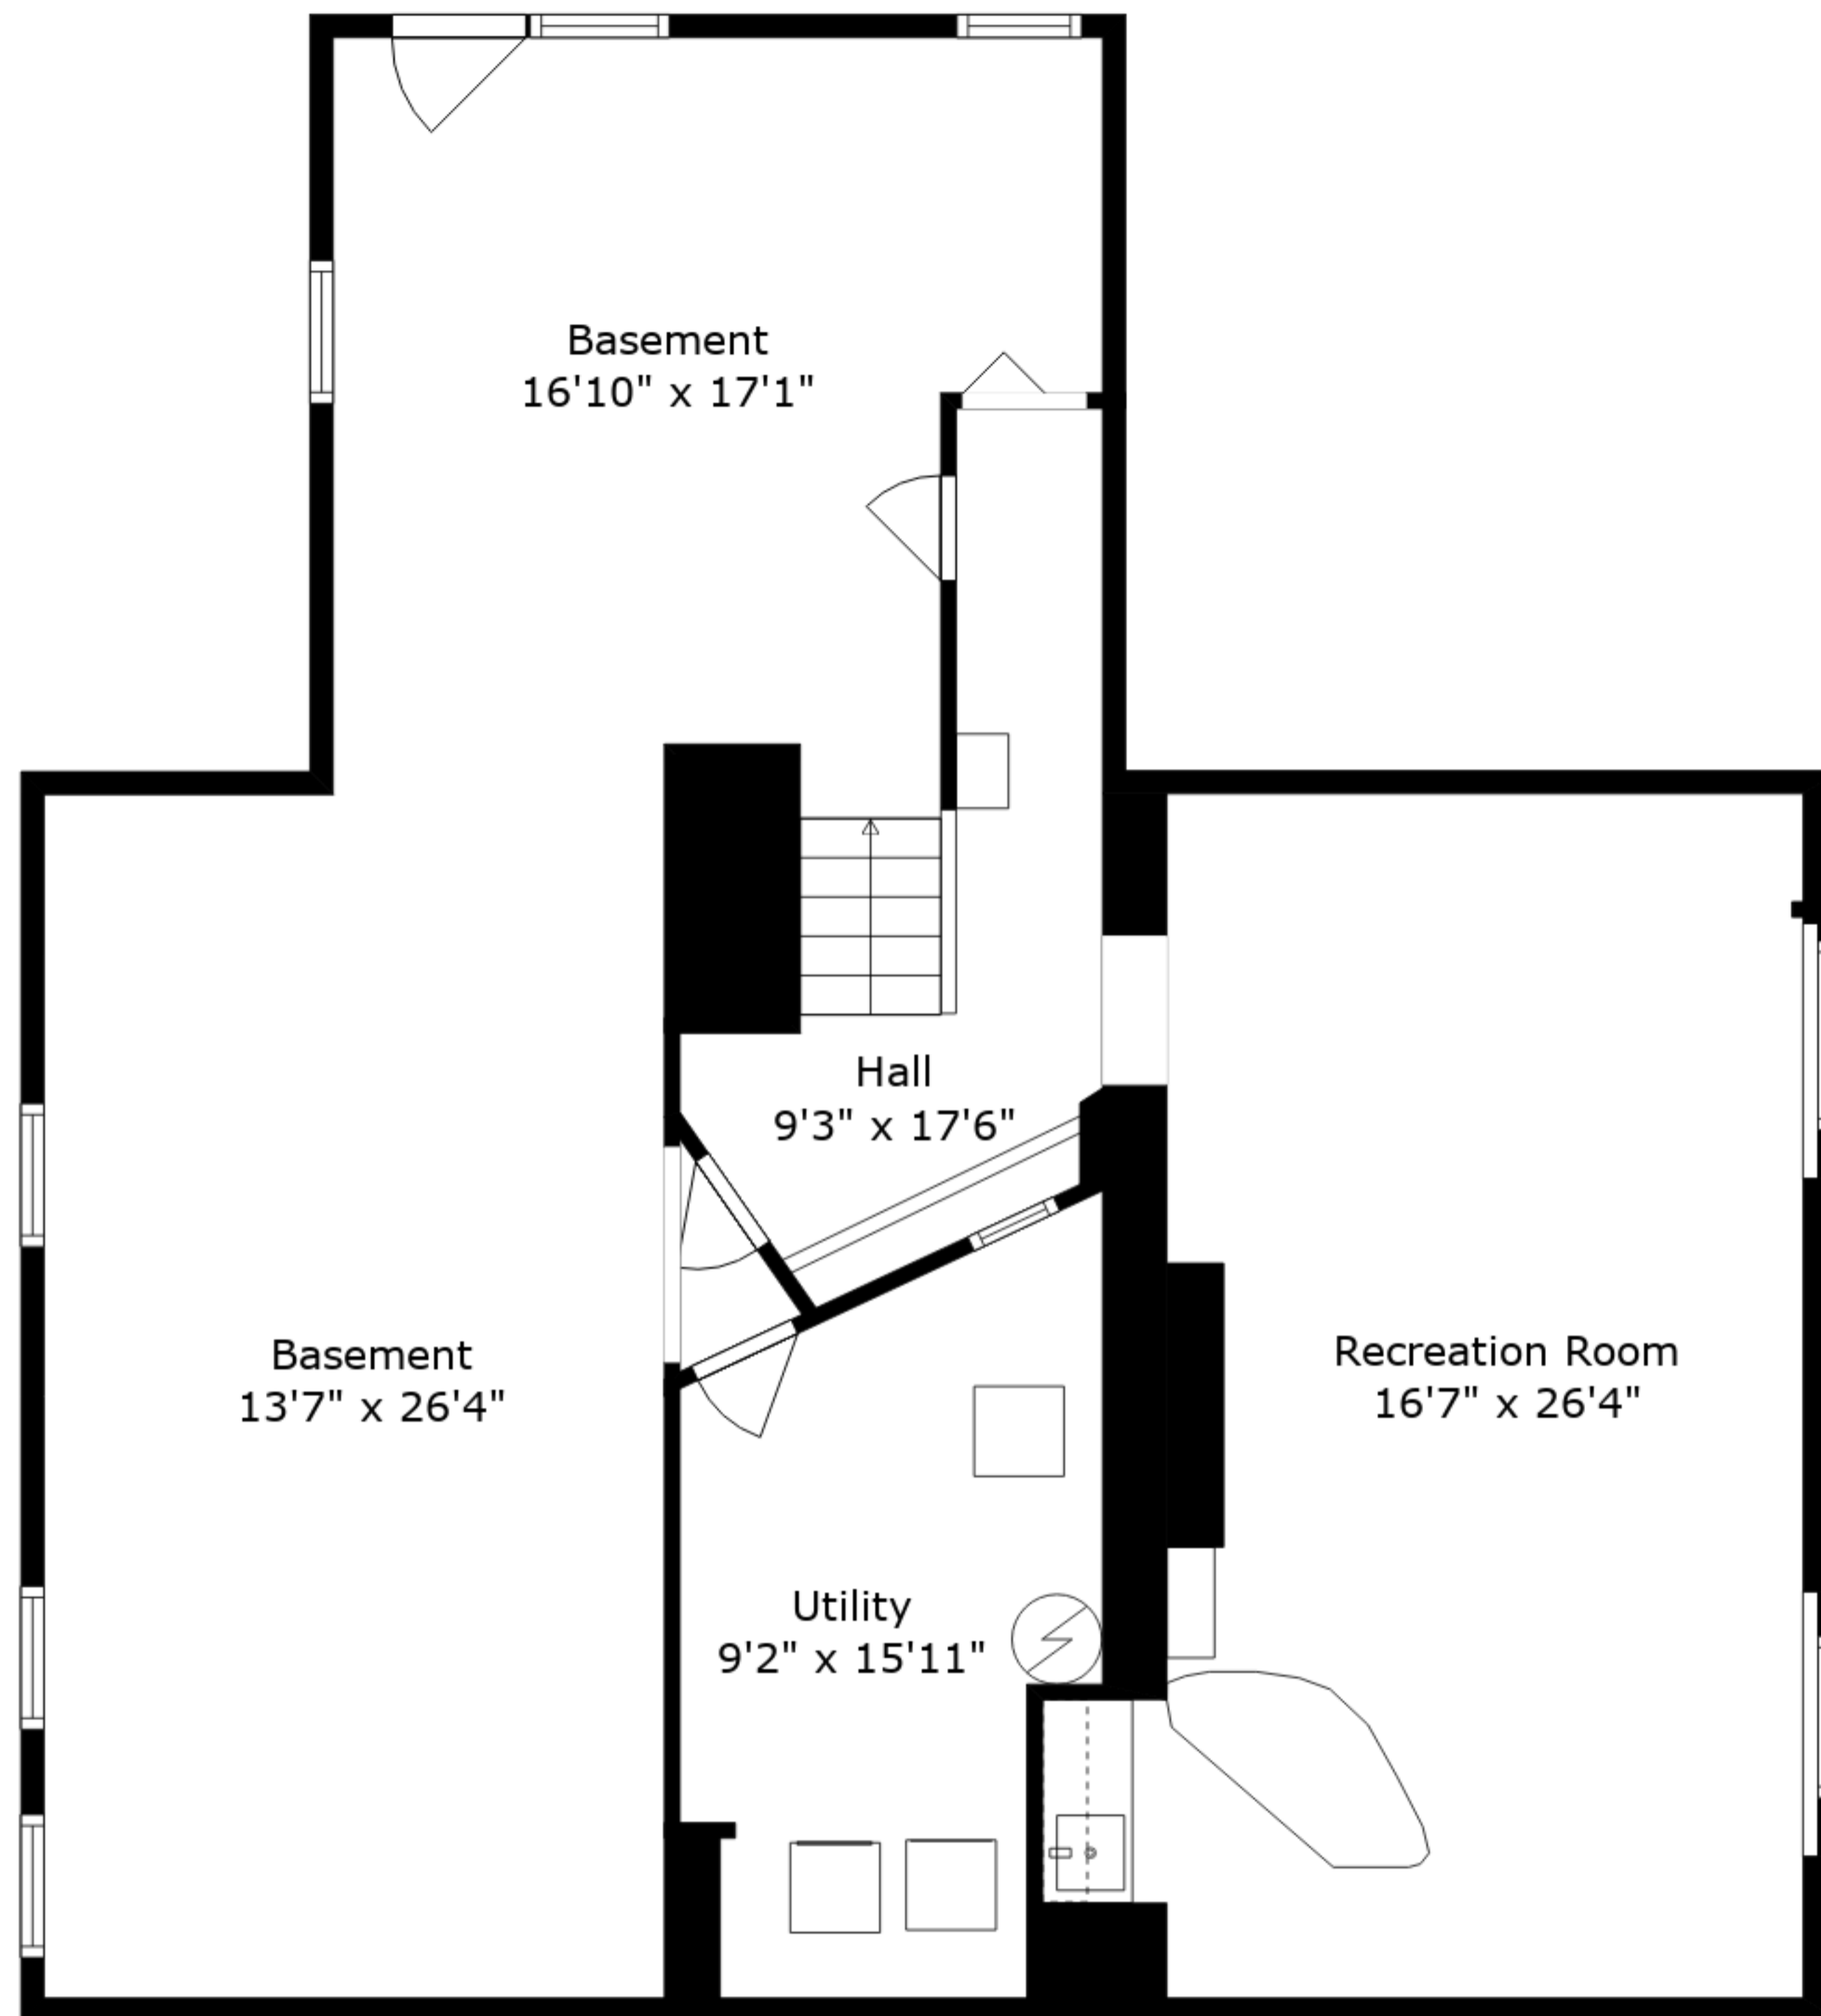 Basement
16'10" x 17'1"
Hall
9'3" x 17'6"
Basement
13'7" x 26'4"
Recreation Room
16'7" x 26'4"
Utility
9'2" x 15'11"